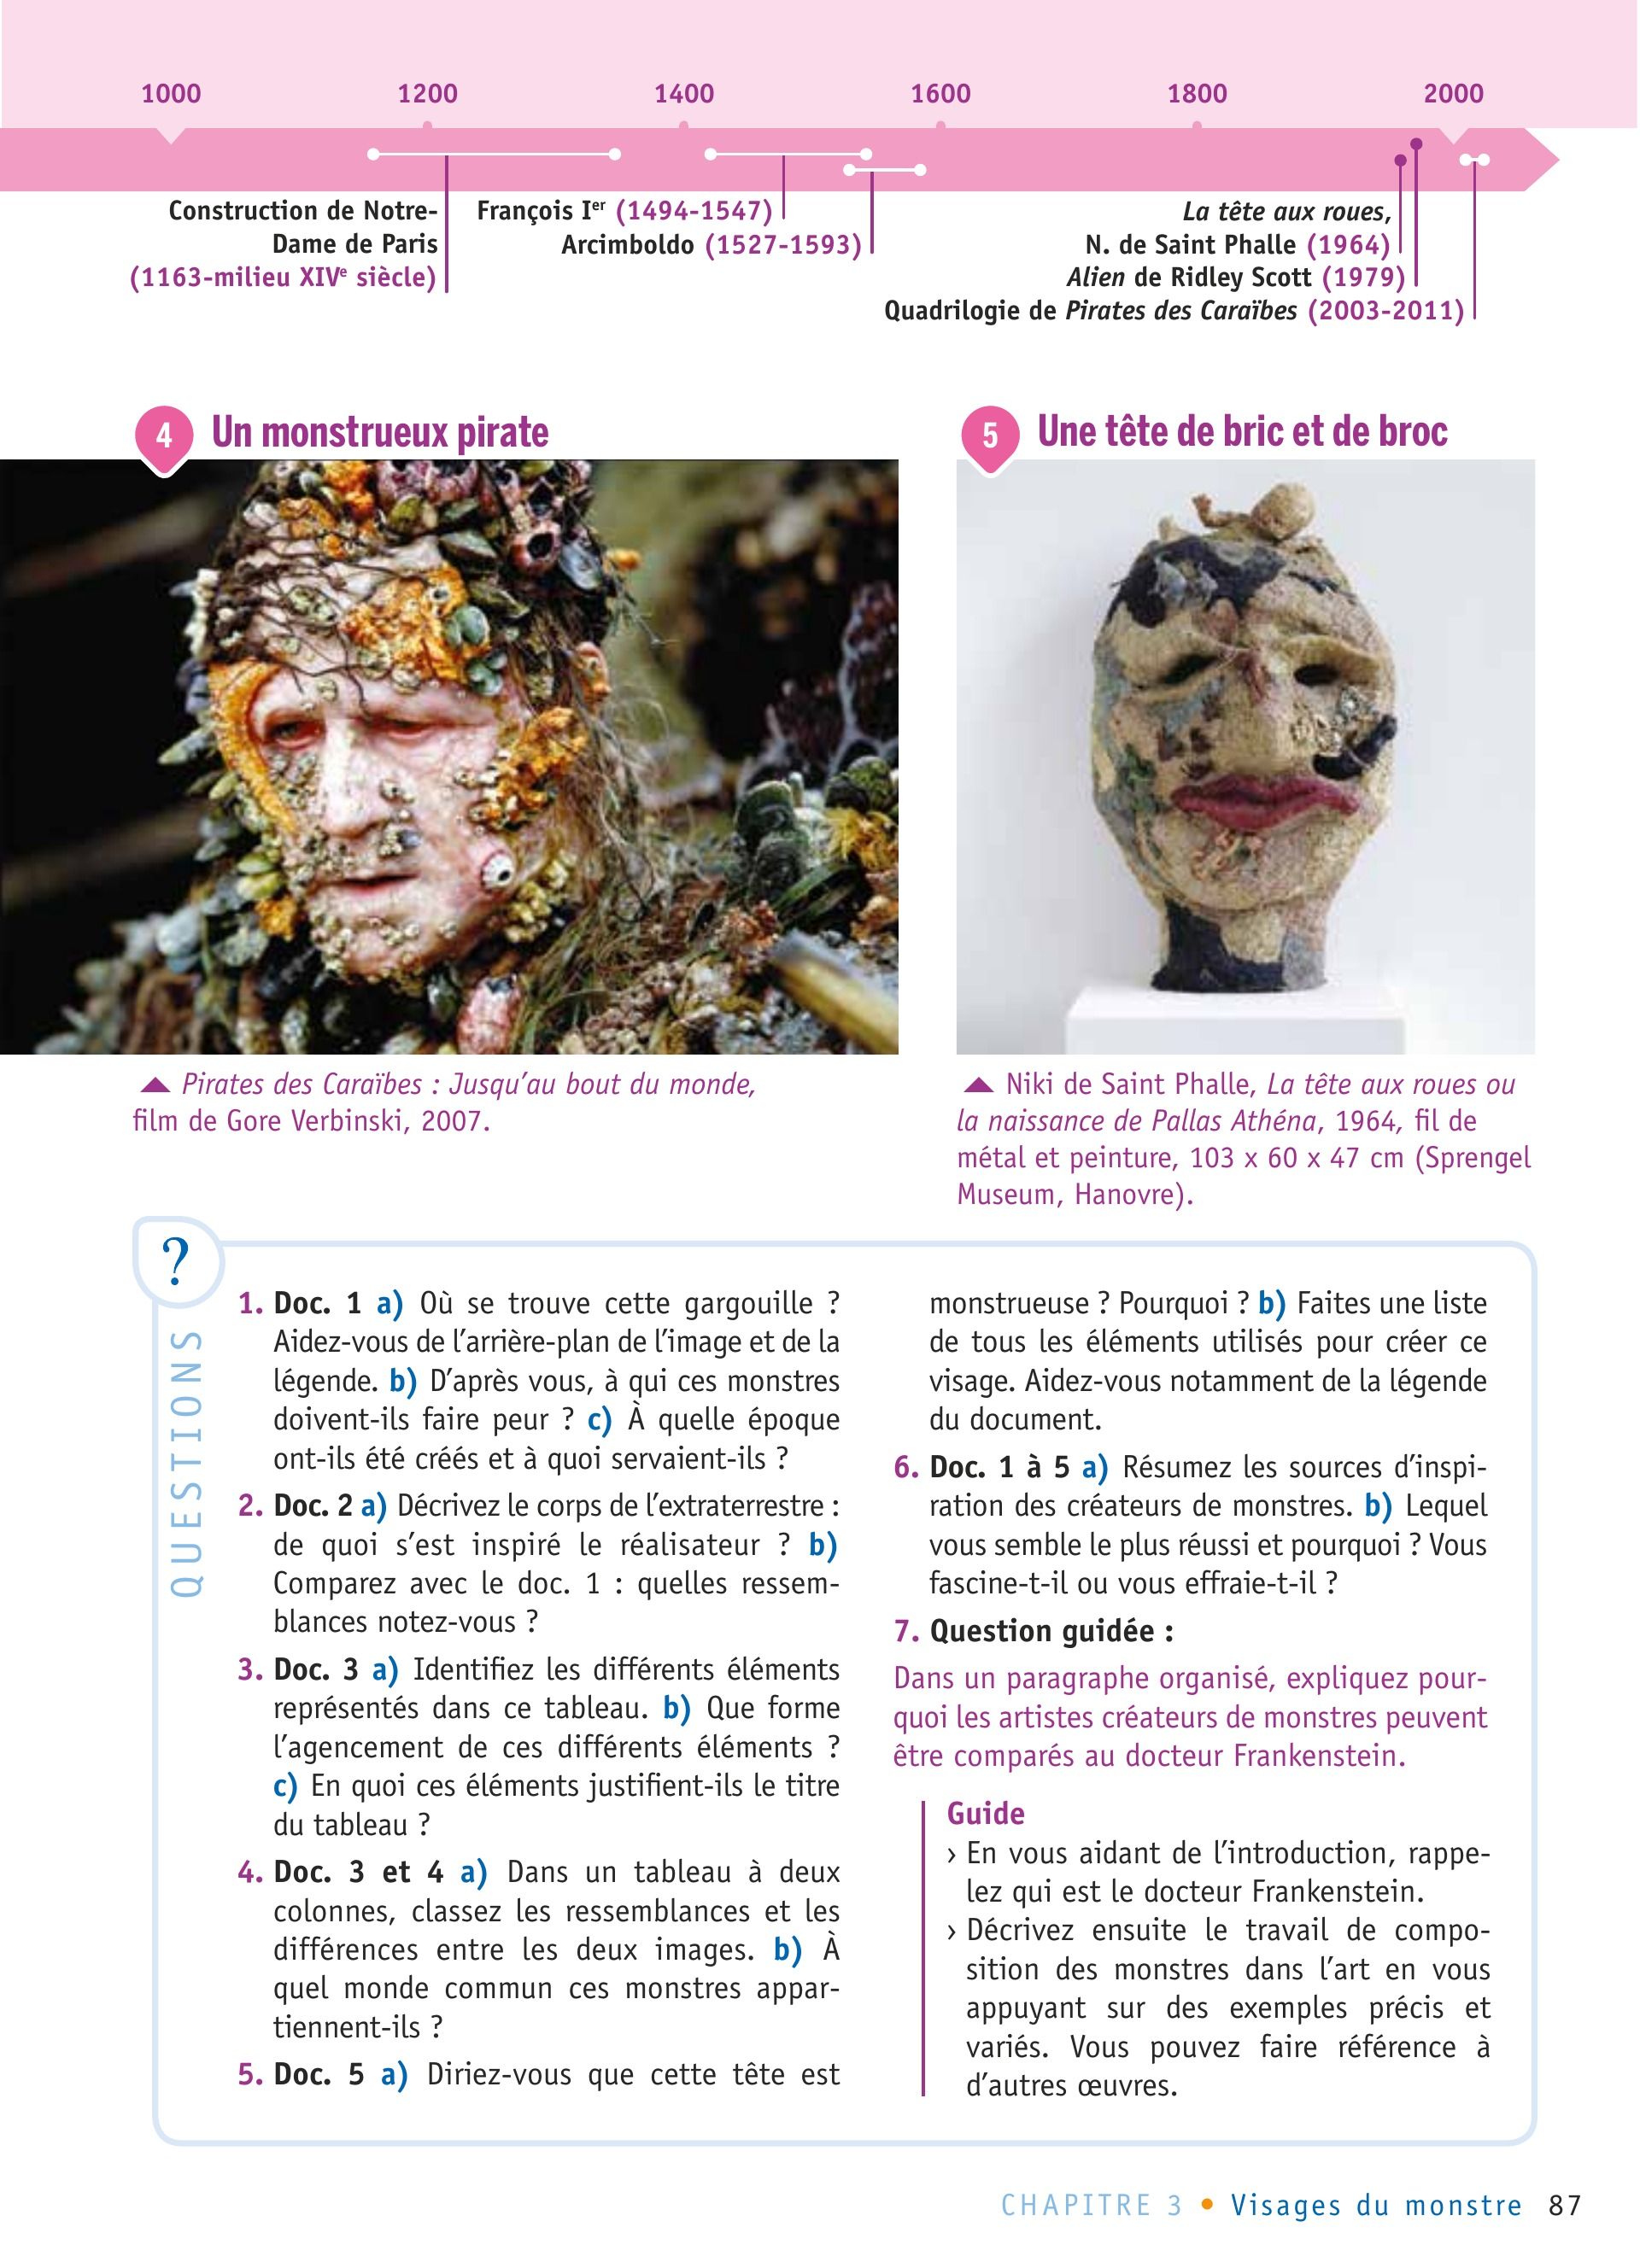 1000 1200 1400 1600 1800 2000
Construction de Notre-
Dame de Paris
(1163-milieu XIVe siècle)
François Ier (1494-1547)
Arcimboldo (1527-1593)
La tête aux roues,
N. de Saint Phalle (1964)
Alien de Ridley Scott (1979)
Quadrilogie de Pirates des Caraïbes (2003-2011)
4 Un monstrueux pirate
Pirates des Caraïbes : Jusqu’au bout du monde,
film de Gore Verbinski, 2007.
5 Une tête de bric et de broc
Niki de Saint Phalle, La tête aux roues ou
la naissance de Pallas Athéna, 1964, fil de
métal et peinture, 103 x 60 x 47 cm (Sprengel
Museum, Hanovre).
?
QUESTIONS
1. Doc. 1 a) Où se trouve cette gargouille ?
Aidez-vous de l’arrière-plan de l’image et de la
légende. b) D’après vous, à qui ces monstres
doivent-ils faire peur ? c) À quelle époque
ont-ils été créés et à quoi servaient-ils ?
2. Doc. 2 a) Décrivez le corps de l’extraterrestre :
de quoi s’est inspiré le réalisateur ? b)
Comparez avec le doc. 1 : quelles ressem-
blances notez-vous ?
3. Doc. 3 a) Identifiez les différents éléments
représentés dans ce tableau. b) Que forme
l’agencement de ces différents éléments ?
c) En quoi ces éléments justifient-ils le titre
du tableau ?
4. Doc. 3 et 4 a) Dans un tableau à deux
colonnes, classez les ressemblances et les
différences entre les deux images. b) À
quel monde commun ces monstres appar-
tiennent-ils ?
5. Doc. 5 a) Diriez-vous que cette tête est
monstrueuse ? Pourquoi ? b) Faites une liste
de tous les éléments utilisés pour créer ce
visage. Aidez-vous notamment de la légende
du document.
6. Doc. 1 à 5 a) Résumez les sources d’inspi-
ration des créateurs de monstres. b) Lequel
vous semble le plus réussi et pourquoi ? Vous
fascine-t-il ou vous effraie-t-il ?
7. Question guidée :
Dans un paragraphe organisé, expliquez pour-
quoi les artistes créateurs de monstres peuvent
être comparés au docteur Frankenstein.
Guide
› En vous aidant de l’introduction, rappe-
lez qui est le docteur Frankenstein.
› Décrivez ensuite le travail de compo-
sition des monstres dans l’art en vous
appuyant sur des exemples précis et
variés. Vous pouvez faire référence à
d’autres œuvres.
CHAPITRE 3 • Visages du monstre 87